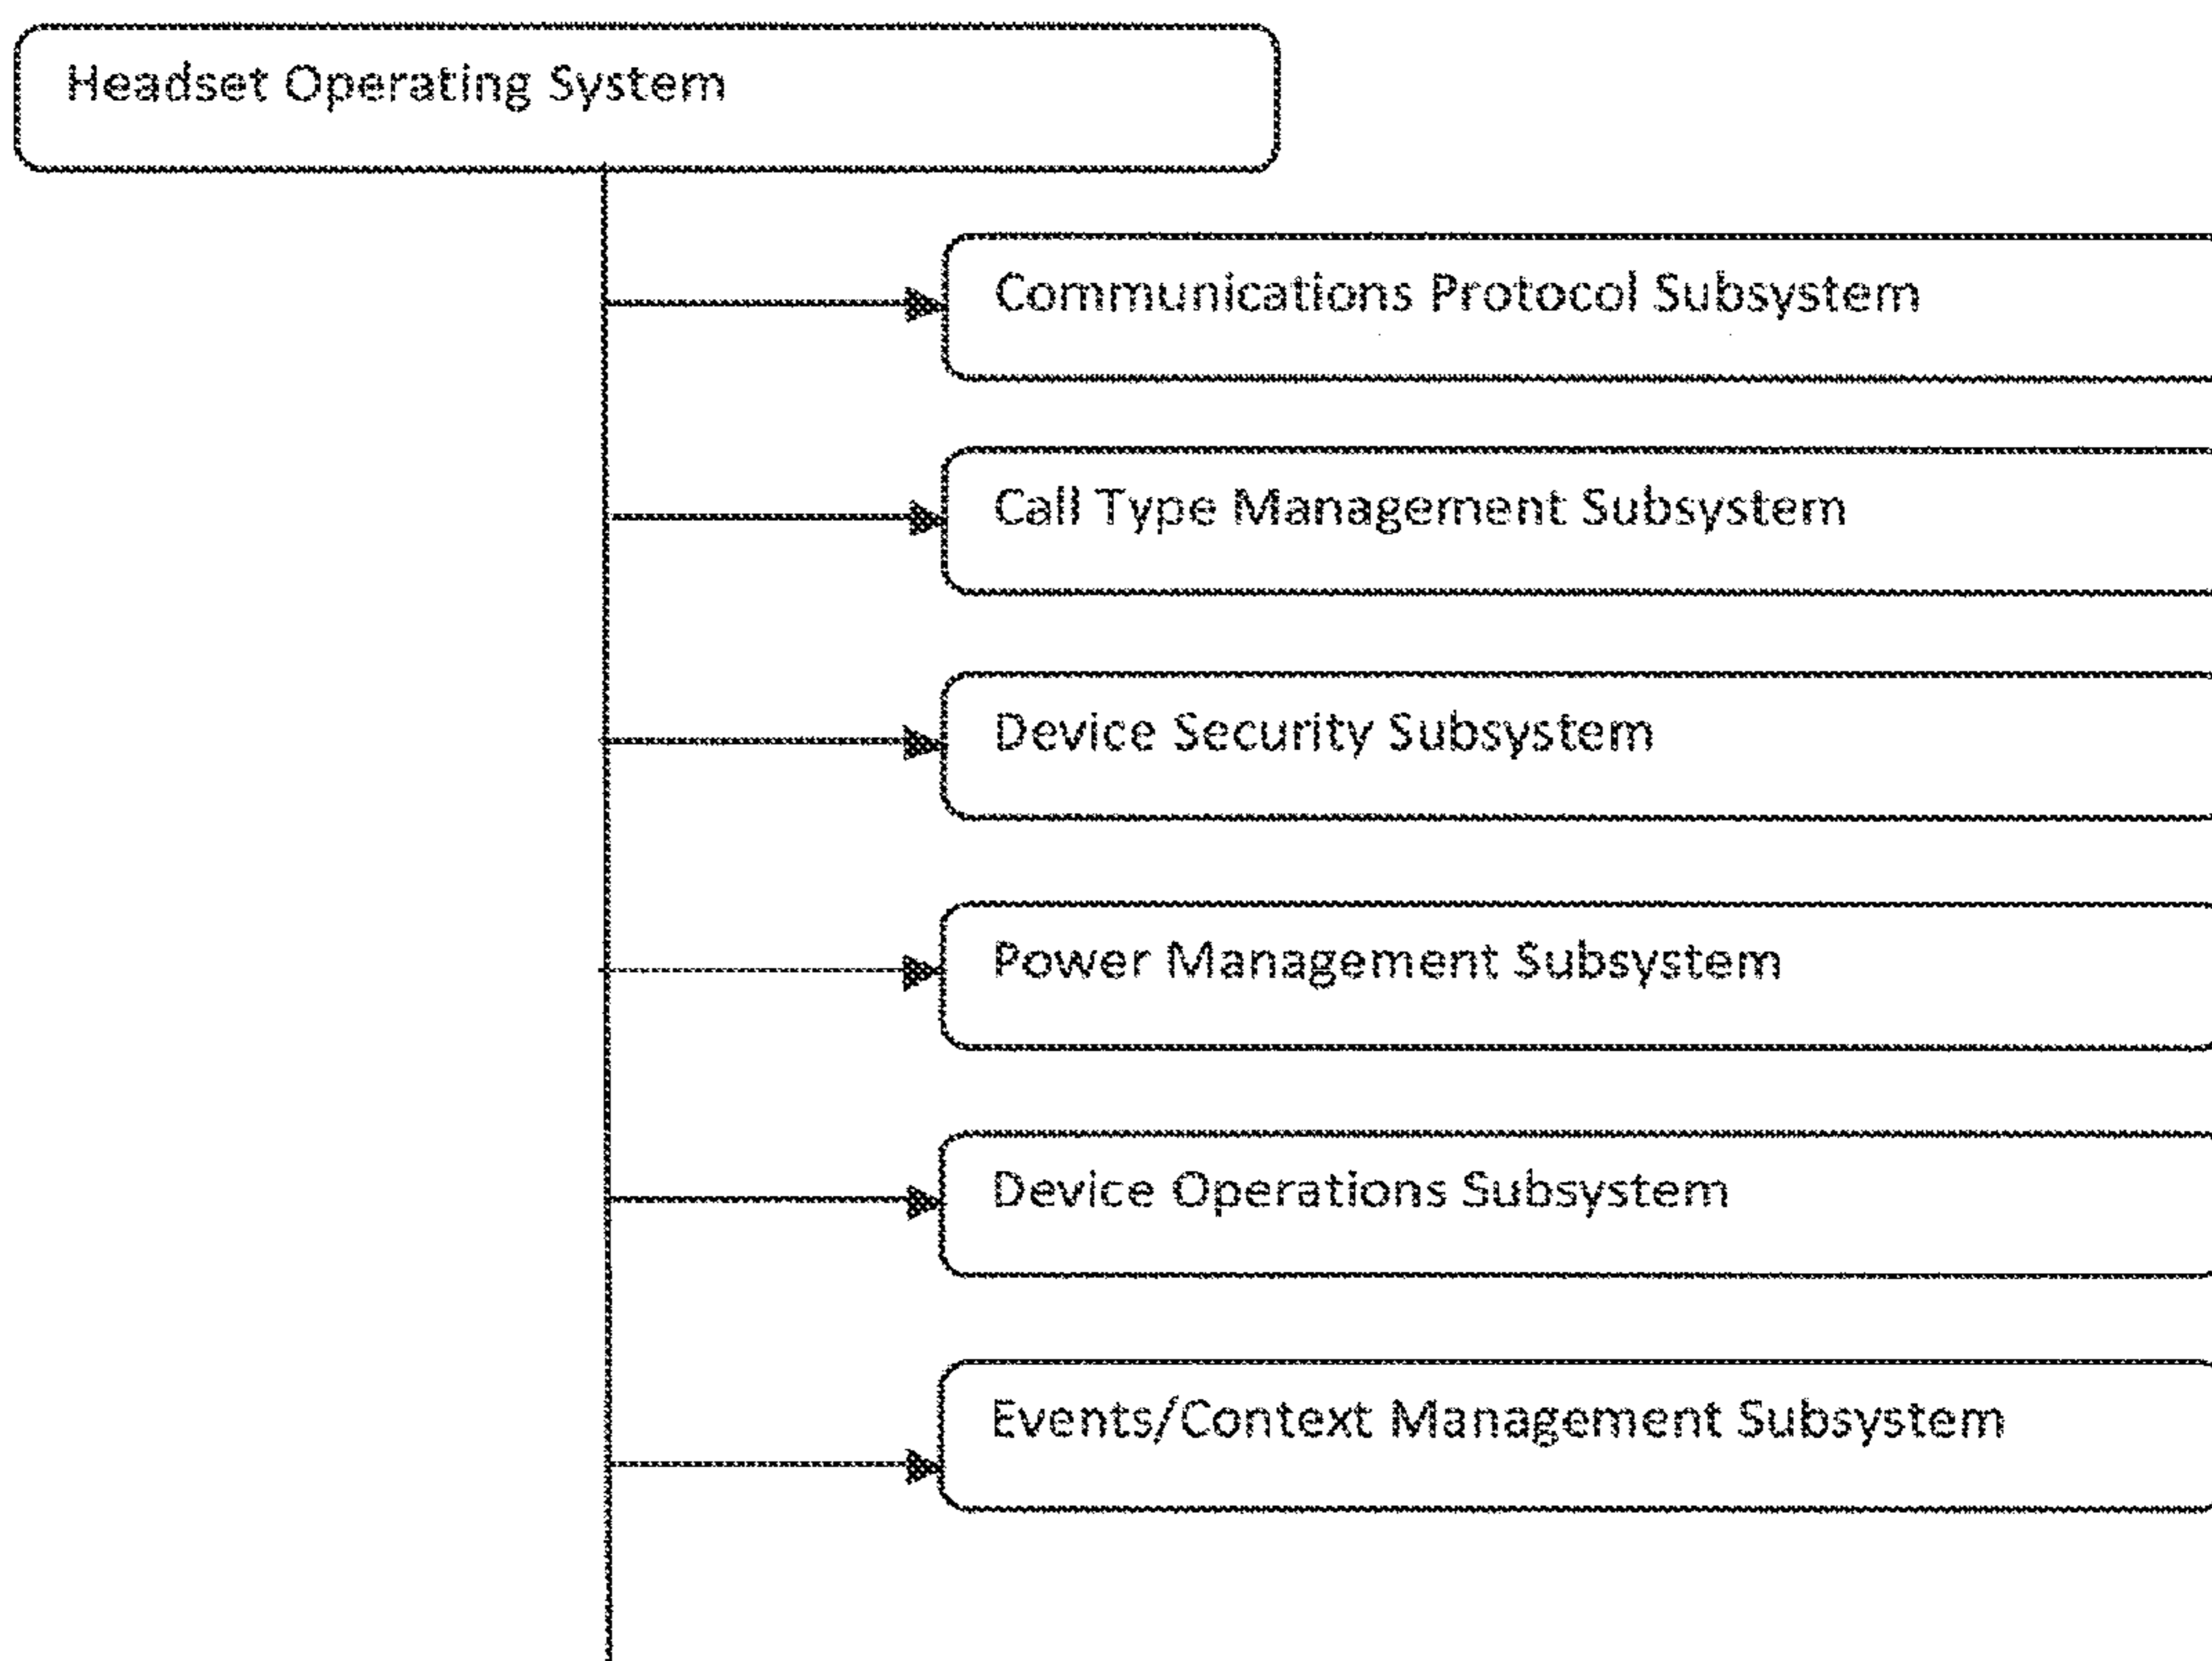 Headset Operating System
Communications Protocol Subsystem
Call Type Management Subsystem
Device Security Subsystem
Power Management Subsystem
Device Operations Subsystem
Events/Context Management Subsystem